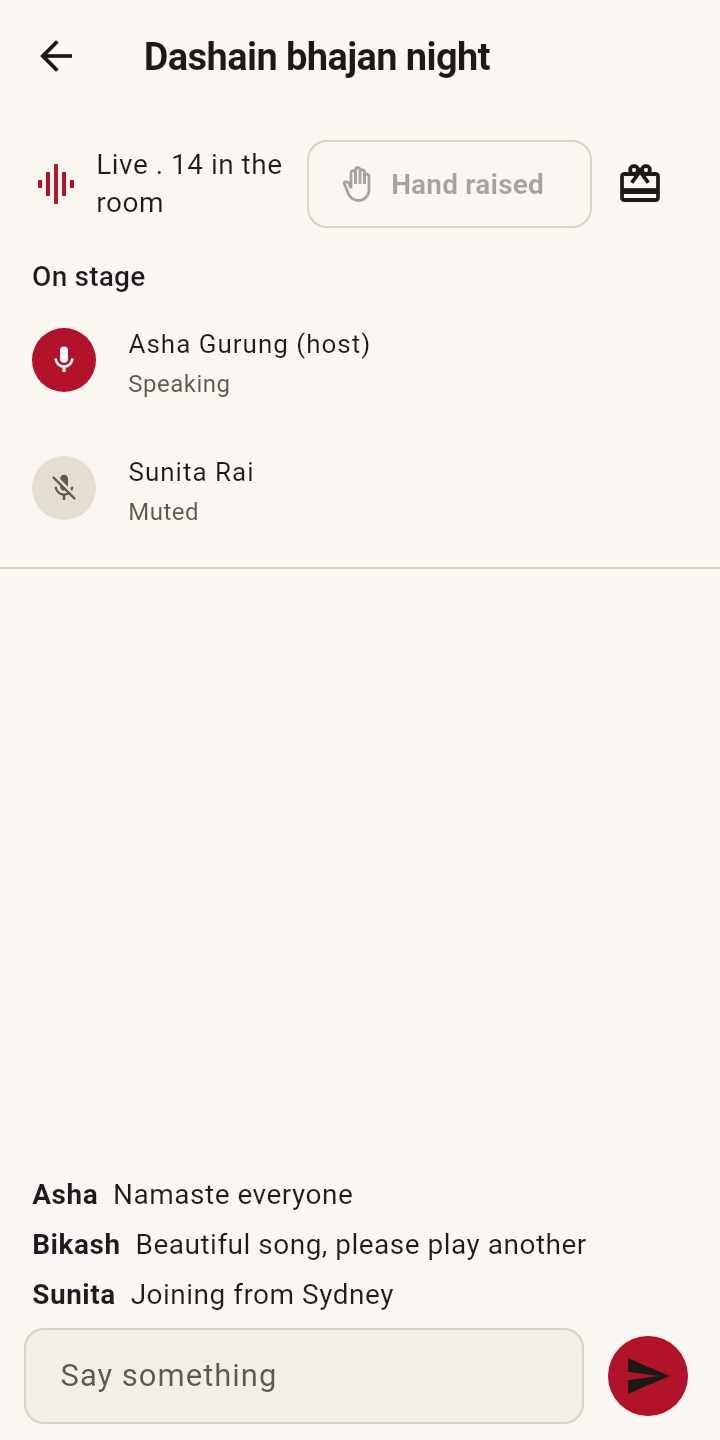 Dashain bhajan night
Live . 14 in the
room
Hand raised
On stage
Asha Gurung (host)
Speaking
Sunita Rai
Muted
Asha Namaste everyone
Bikash Beautiful song, please play another
Sunita Joining from Sydney
Say something